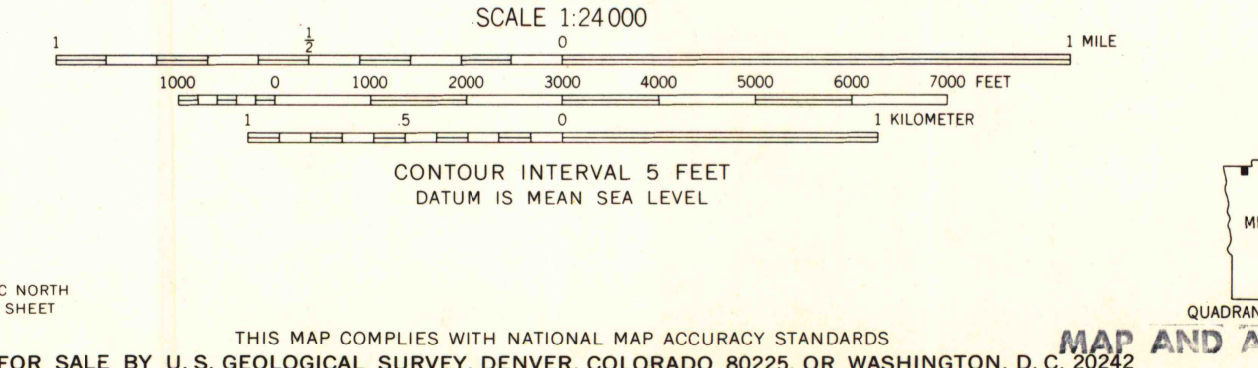 SCALE 1:24 000
1 ½ 0 1 MILE
1000 0 1000 2000 3000 4000 5000 6000 7000 FEET
1 .5 0 1 KILOMETER
CONTOUR INTERVAL 5 FEET
DATUM IS MEAN SEA LEVEL
C NORTH
SHEET
THIS MAP COMPLIES WITH NATIONAL MAP ACCURACY STANDARDS
FOR SALE BY U.S. GEOLOGICAL SURVEY, DENVER, COLORADO 80225, OR WASHINGTON, D.C. 20242
QUADRAN
MAP AND